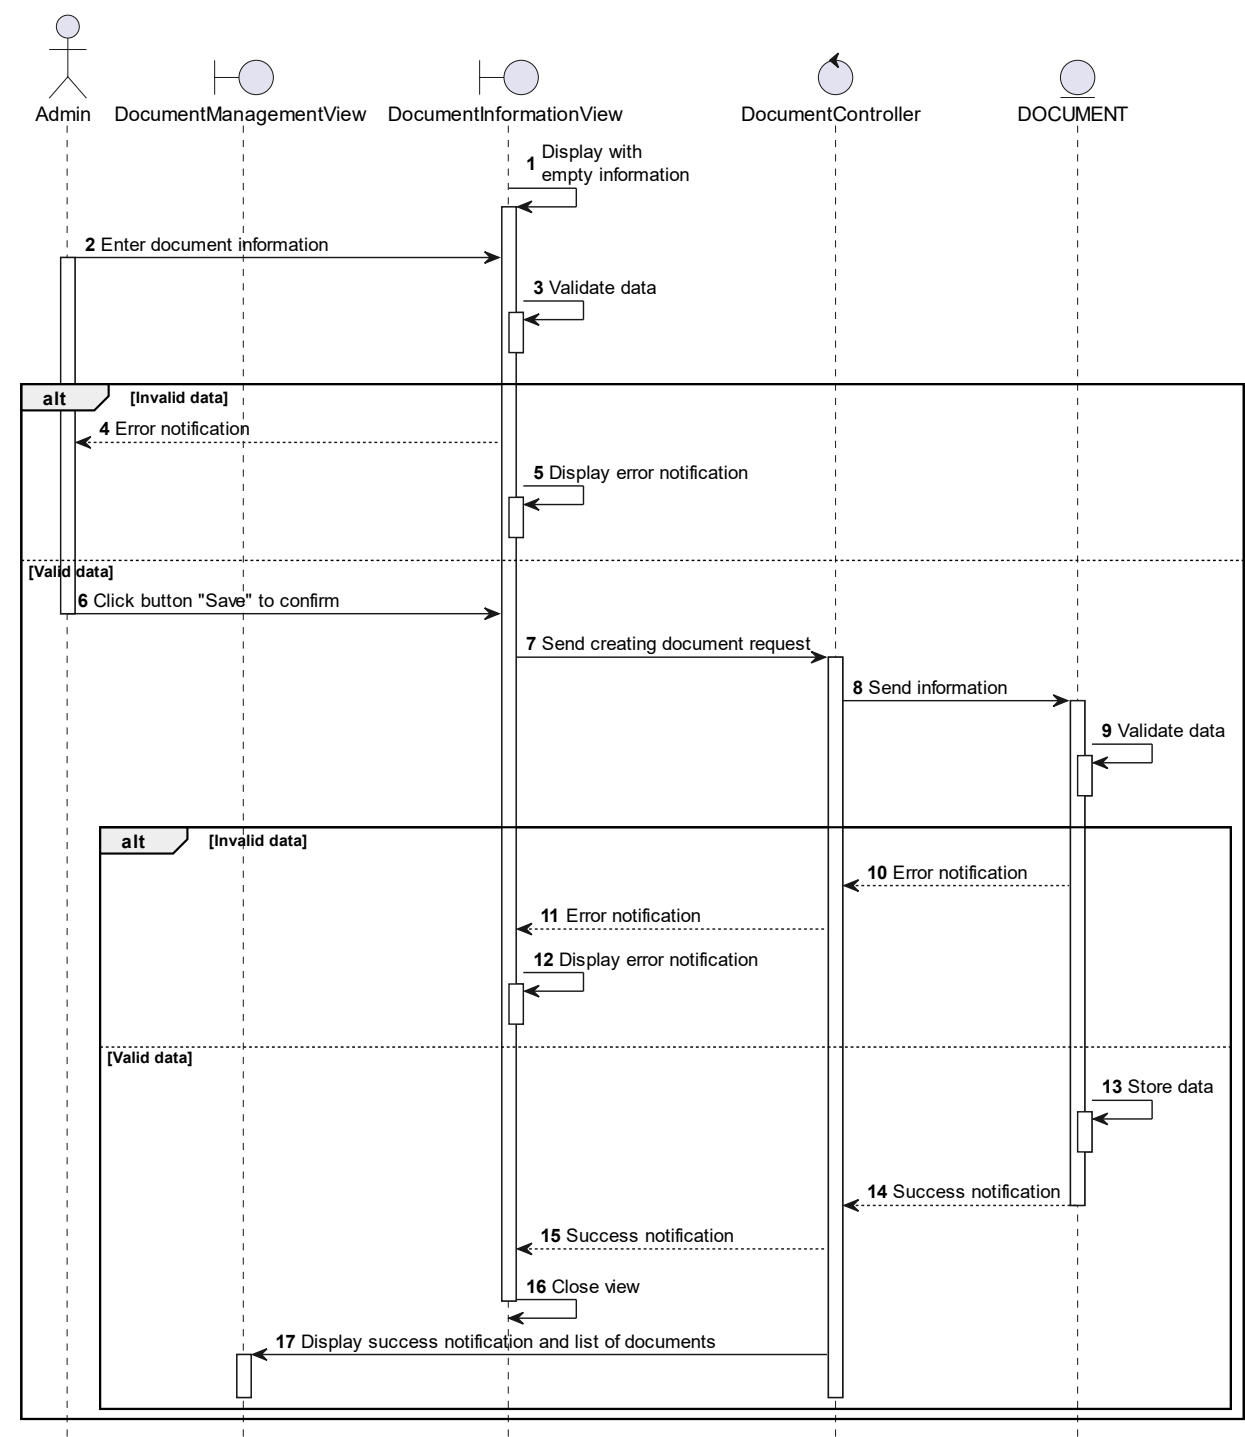 Admin
DocumentManagementView
DocumentInformationView
DocumentController
DOCUMENT
1 Display with
empty information
2 Enter document information
3 Validate data
alt [Invalid data]
4 Error notification
5 Display error notification
[Valid data]
6 Click button "Save" to confirm
7 Send creating document request
8 Send information
9 Validate data
alt [Invalid data]
10 Error notification
11 Error notification
12 Display error notification
[Valid data]
13 Store data
14 Success notification
15 Success notification
16 Close view
17 Display success notification and list of documents